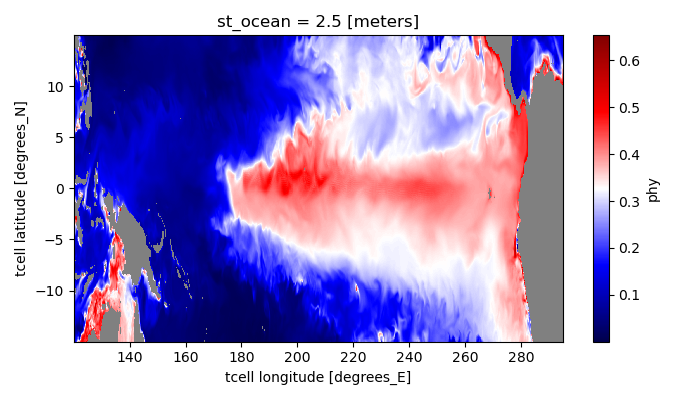 st_ocean = 2.5 [meters]
tcell latitude [degrees_N]
10
5
0
−5
−10
140 160 180 200 220 240 260 280
tcell longitude [degrees_E]
0.6
0.5
0.4
0.3
0.2
0.1
phy